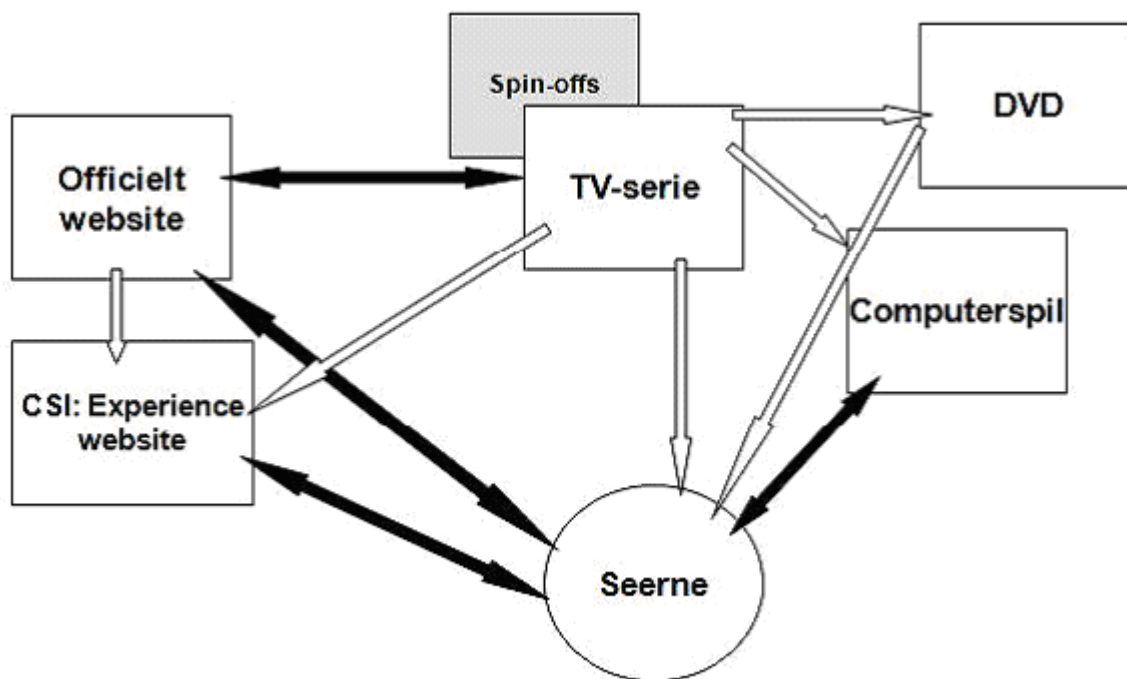 Spin-offs
DVD
Officielt
website
TV-serie
Computerspil
CSI: Experience
website
Seerne